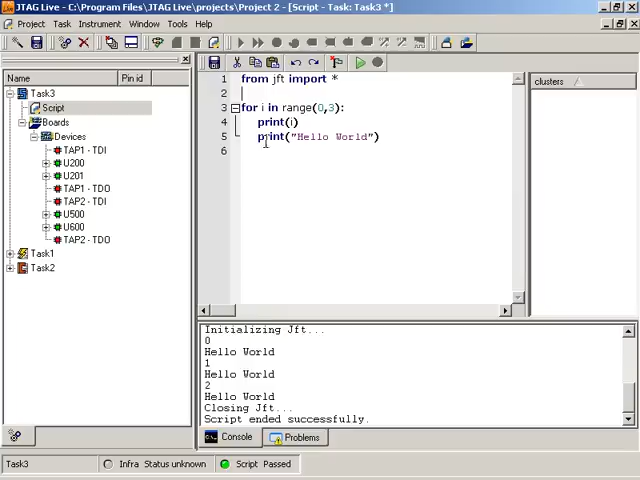 JTAG Live - C:\Program Files\JTAG Live\projects\Project 2 - [Script - Task: Task3 *]
Project Task Instrument Window Tools Help
Name Pin id
Task3
Script
Boards
Devices
TAP1 - TDI
U200
U201
TAP1 - TDO
TAP2 - TDI
U500
U600
TAP2 - TDO
Task1
Task2
1 from jft import *
2
3 for i in range(0,3):
4 print(i)
5 print("Hello World")
6
clusters
Initializing Jft...
0
Hello World
1
Hello World
2
Hello World
Closing Jft...
Script ended successfully.
Console Problems
Task3 Infra Status unknown Script Passed